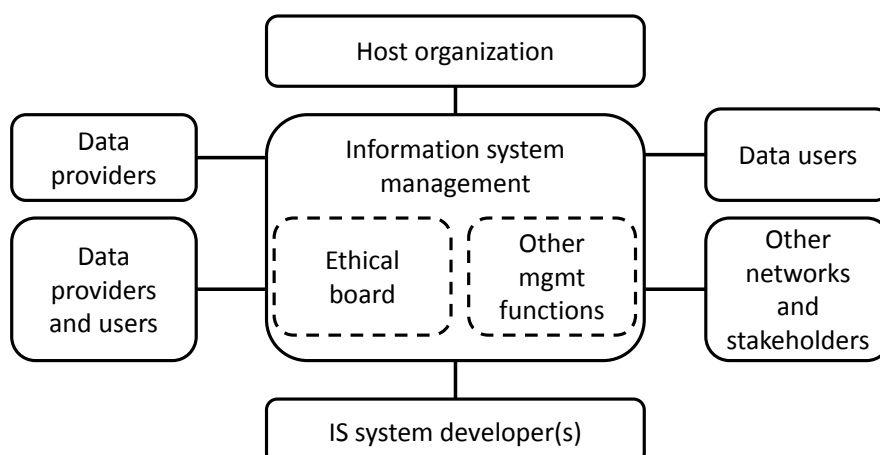 Host organization
Data
providers
Information system
management
Data users
Data
providers
and users
Ethical
board
Other
mgmt
functions
Other
networks
and
stakeholders
IS system developer(s)